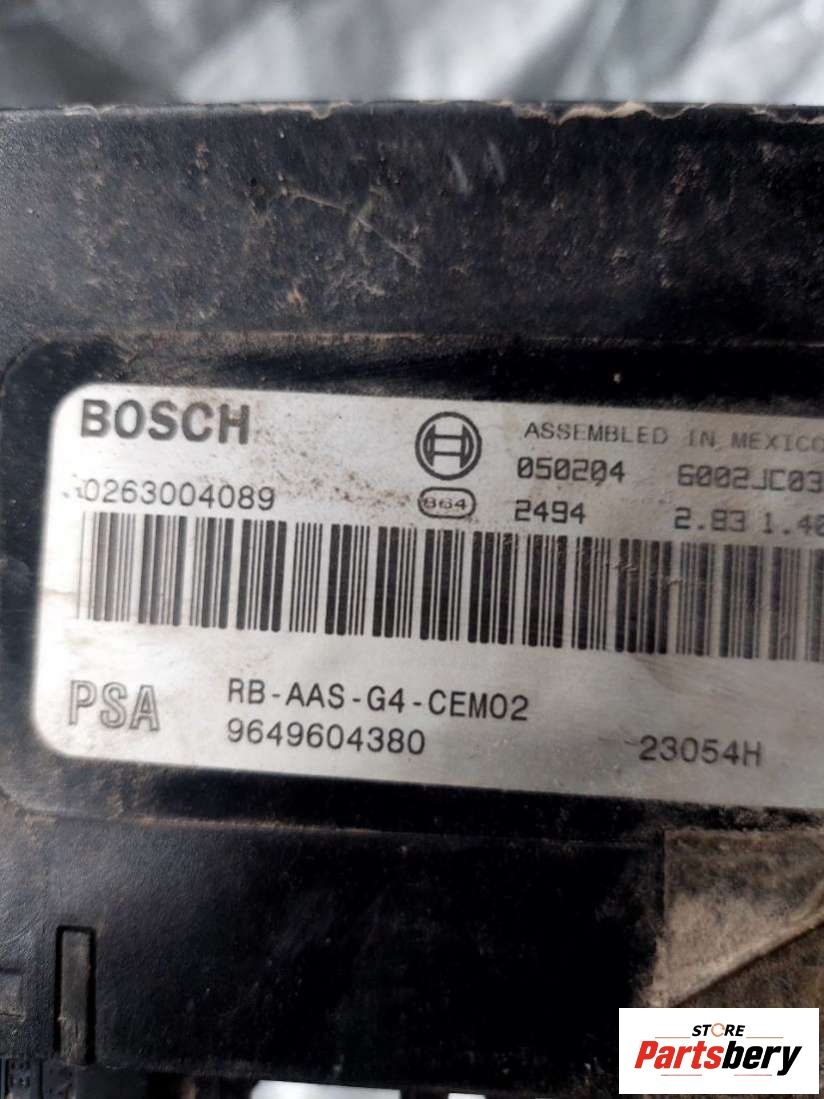 BOSCH
ASSEMBLED IN MEXICO
050204 6002JC03
0263004089
864
2494 2.83 1.40
PSA
RB-AAS-G4-CEM02
9649604380
23054H
STORE
Partsbery